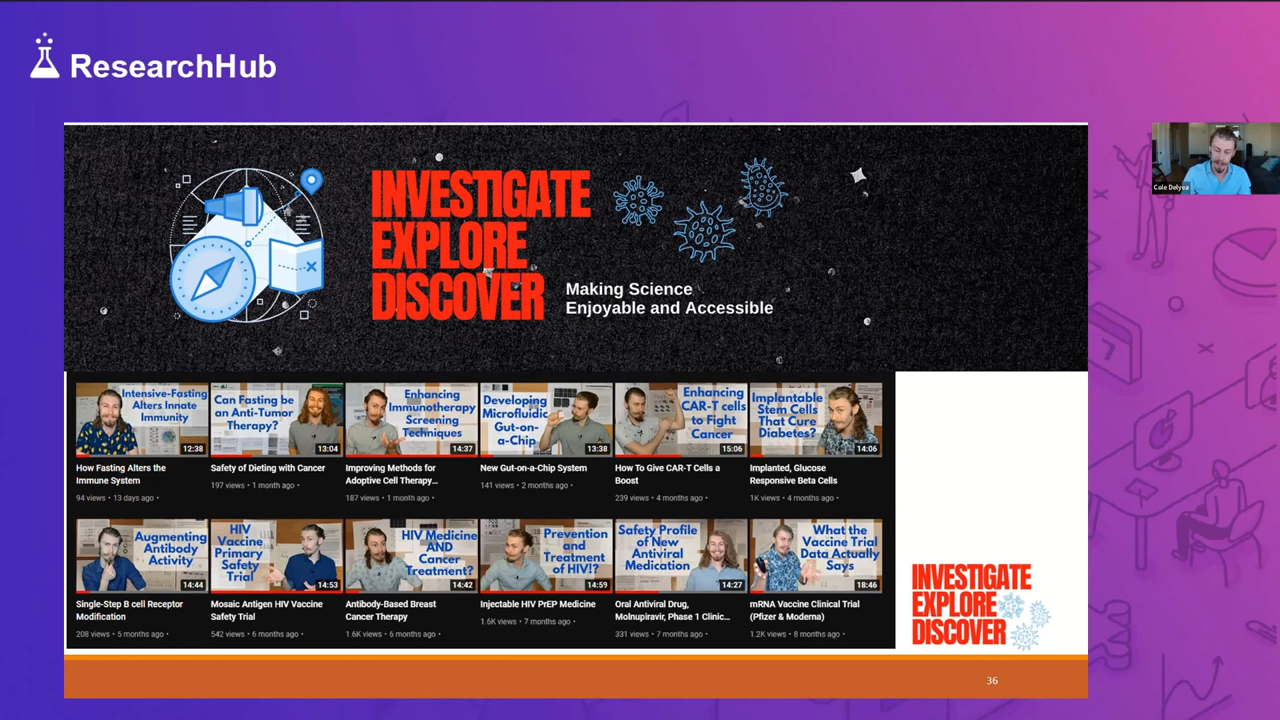 ResearchHub
INVESTIGATE
EXPLORE
DISCOVER
Making Science
Enjoyable and Accessible
Cole Delyea
Intensive-Fasting
Alters Innate
Immunity
12:38
How Fasting Alters the
Immune System
94 views • 13 days ago •
Can Fasting be
an Anti-Tumor
Therapy?
13:04
Safety of Dieting with Cancer
197 views • 1 month ago •
Enhancing
Immunotherapy
Screening
Techniques
14:37
Improving Methods for
Adoptive Cell Therapy...
187 views • 1 month ago •
Developing
Microfluidic
Gut-on-
a-Chip
13:38
New Gut-on-a-Chip System
141 views • 2 months ago •
Enhancing
CAR-T cells
to Fight
Cancer
15:06
How To Give CAR-T Cells a
Boost
239 views • 4 months ago •
Implantable
Stem Cells
That Cure
Diabetes?
14:06
Implanted, Glucose
Responsive Beta Cells
1K views • 4 months ago •
Augmenting
Antibody
Activity
14:44
Single-Step B cell Receptor
Modification
208 views • 5 months ago •
HIV
Vaccine
Primary
Safety
Trial
14:53
Mosaic Antigen HIV Vaccine
Safety Trial
542 views • 6 months ago •
HIV Medicine
AND
Cancer
Treatment?
14:42
Antibody-Based Breast
Cancer Therapy
1.6K views • 6 months ago •
Prevention
and
Treatment
of HIV!?
14:59
Injectable HIV PrEP Medicine
1.6K views • 7 months ago •
Safety Profile
of New
Antiviral
Medication
14:27
Oral Antiviral Drug,
Molnupiravir, Phase 1 Clinic...
331 views • 7 months ago •
What the
Vaccine Trial
Data Actually
Says
18:46
mRNA Vaccine Clinical Trial
(Pfizer & Moderna)
1.2K views • 8 months ago •
INVESTIGATE
EXPLORE
DISCOVER
36
7